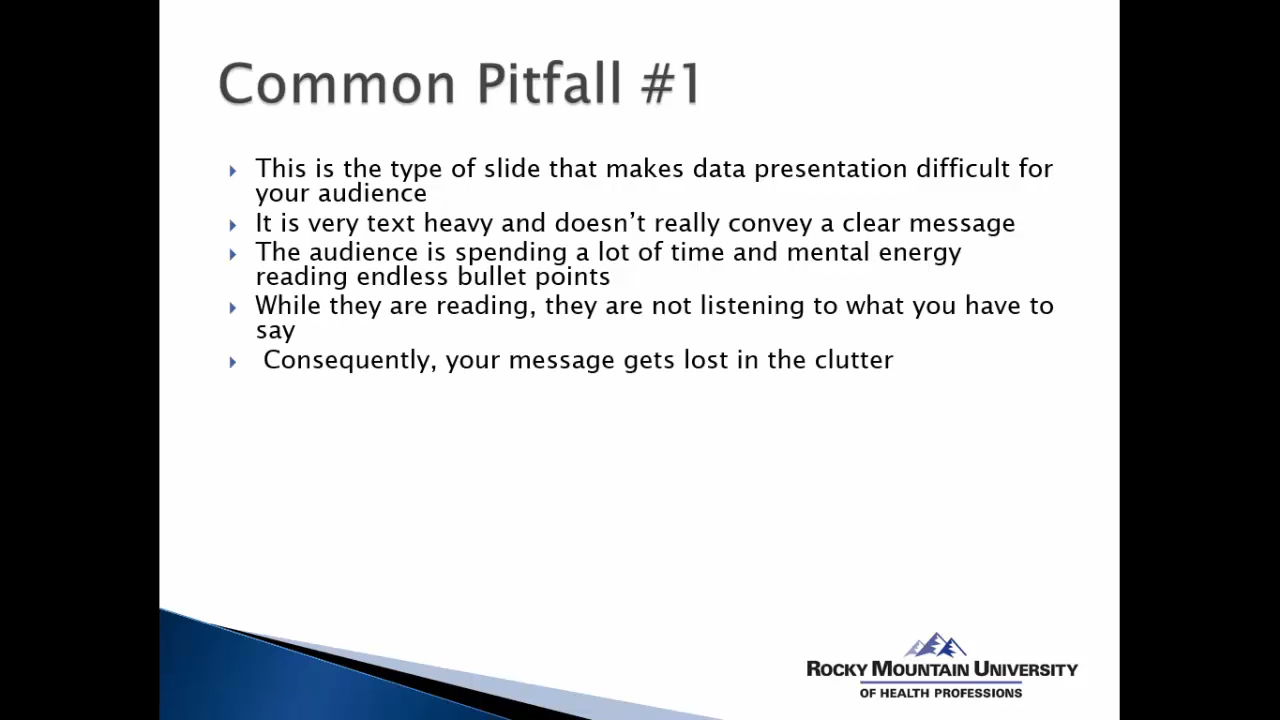 Common Pitfall #1
This is the type of slide that makes data presentation difficult for
your audience
It is very text heavy and doesn’t really convey a clear message
The audience is spending a lot of time and mental energy
reading endless bullet points
While they are reading, they are not listening to what you have to
say
Consequently, your message gets lost in the clutter
ROCKY MOUNTAIN UNIVERSITY
OF HEALTH PROFESSIONS